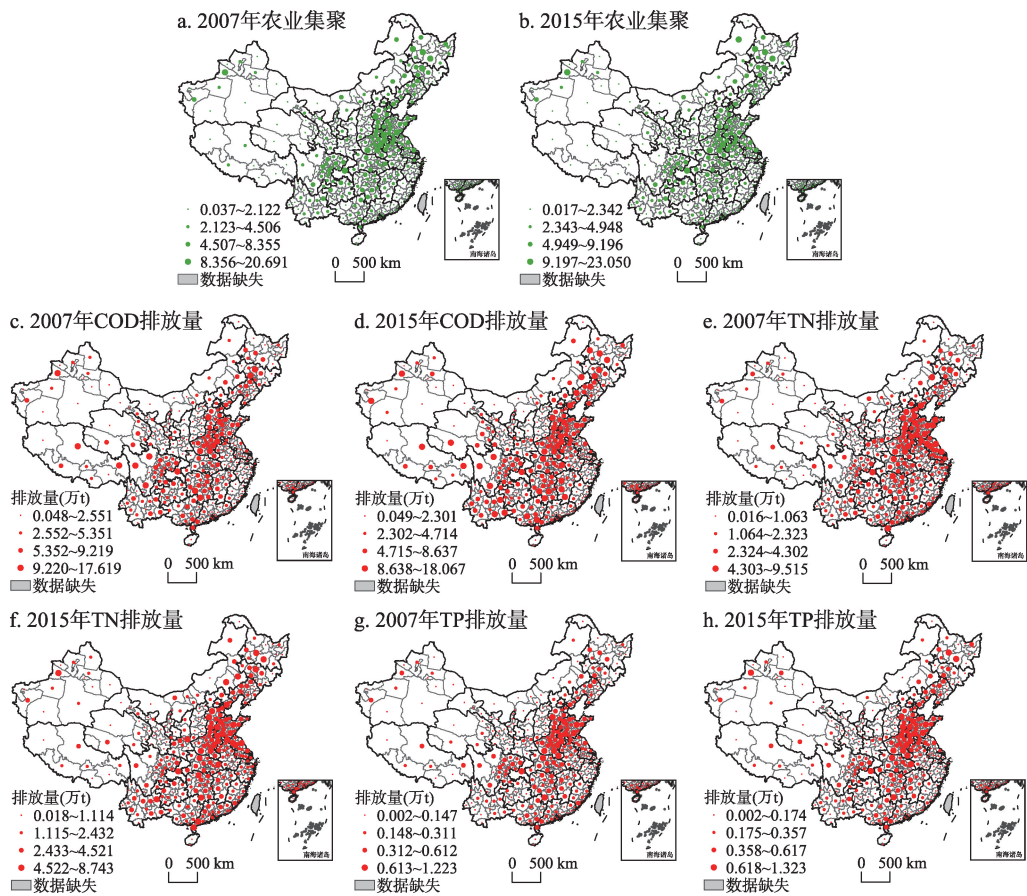 a. 2007年农业集聚
0.037~2.122
2.123~4.506
4.507~8.355
8.356~20.691
数据缺失
0 500 km
南海诸岛
b. 2015年农业集聚
0.017~2.342
2.343~4.948
4.949~9.196
9.197~23.050
数据缺失
0 500 km
南海诸岛
c. 2007年COD排放量
排放量(万t)
0.048~2.551
2.552~5.351
5.352~9.219
9.220~17.619
数据缺失
0 500 km
南海诸岛
d. 2015年COD排放量
排放量(万t)
0.049~2.301
2.302~4.714
4.715~8.637
8.638~18.067
数据缺失
0 500 km
南海诸岛
e. 2007年TN排放量
排放量(万t)
0.016~1.063
1.064~2.323
2.324~4.302
4.303~9.515
数据缺失
0 500 km
南海诸岛
f. 2015年TN排放量
排放量(万t)
0.018~1.114
1.115~2.432
2.433~4.521
4.522~8.743
数据缺失
0 500 km
南海诸岛
g. 2007年TP排放量
排放量(万t)
0.002~0.147
0.148~0.311
0.312~0.612
0.613~1.223
数据缺失
0 500 km
南海诸岛
h. 2015年TP排放量
排放量(万t)
0.002~0.174
0.175~0.357
0.358~0.617
0.618~1.323
数据缺失
0 500 km
南海诸岛